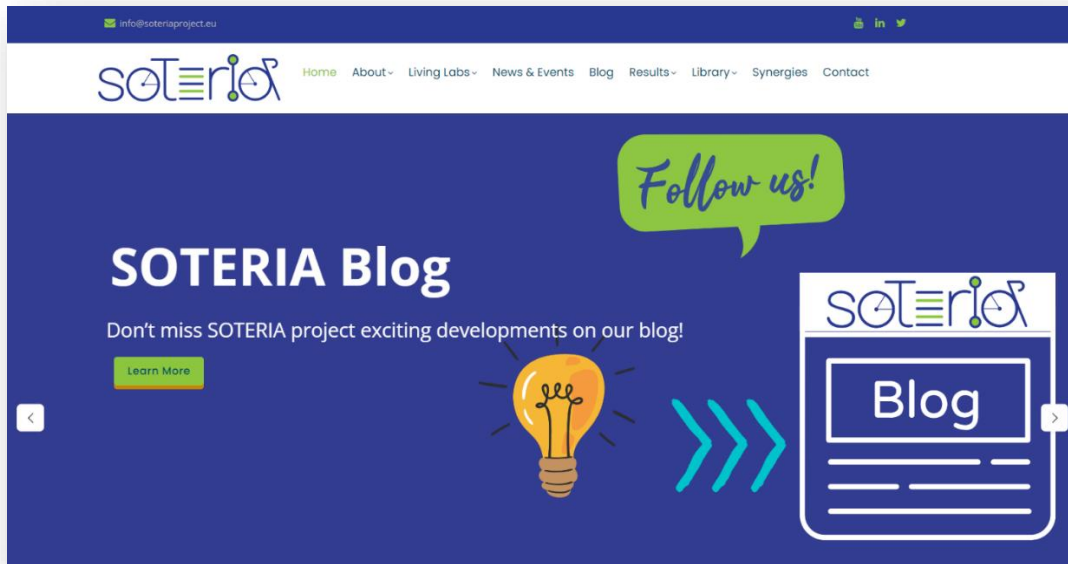 info@soteriaproject.eu
soteria
Home About Living Labs News & Events Blog Results Library Synergies Contact
Follow us!
SOTERIA Blog
Don't miss SOTERIA project exciting developments on our blog!
Learn More
soteria
Blog